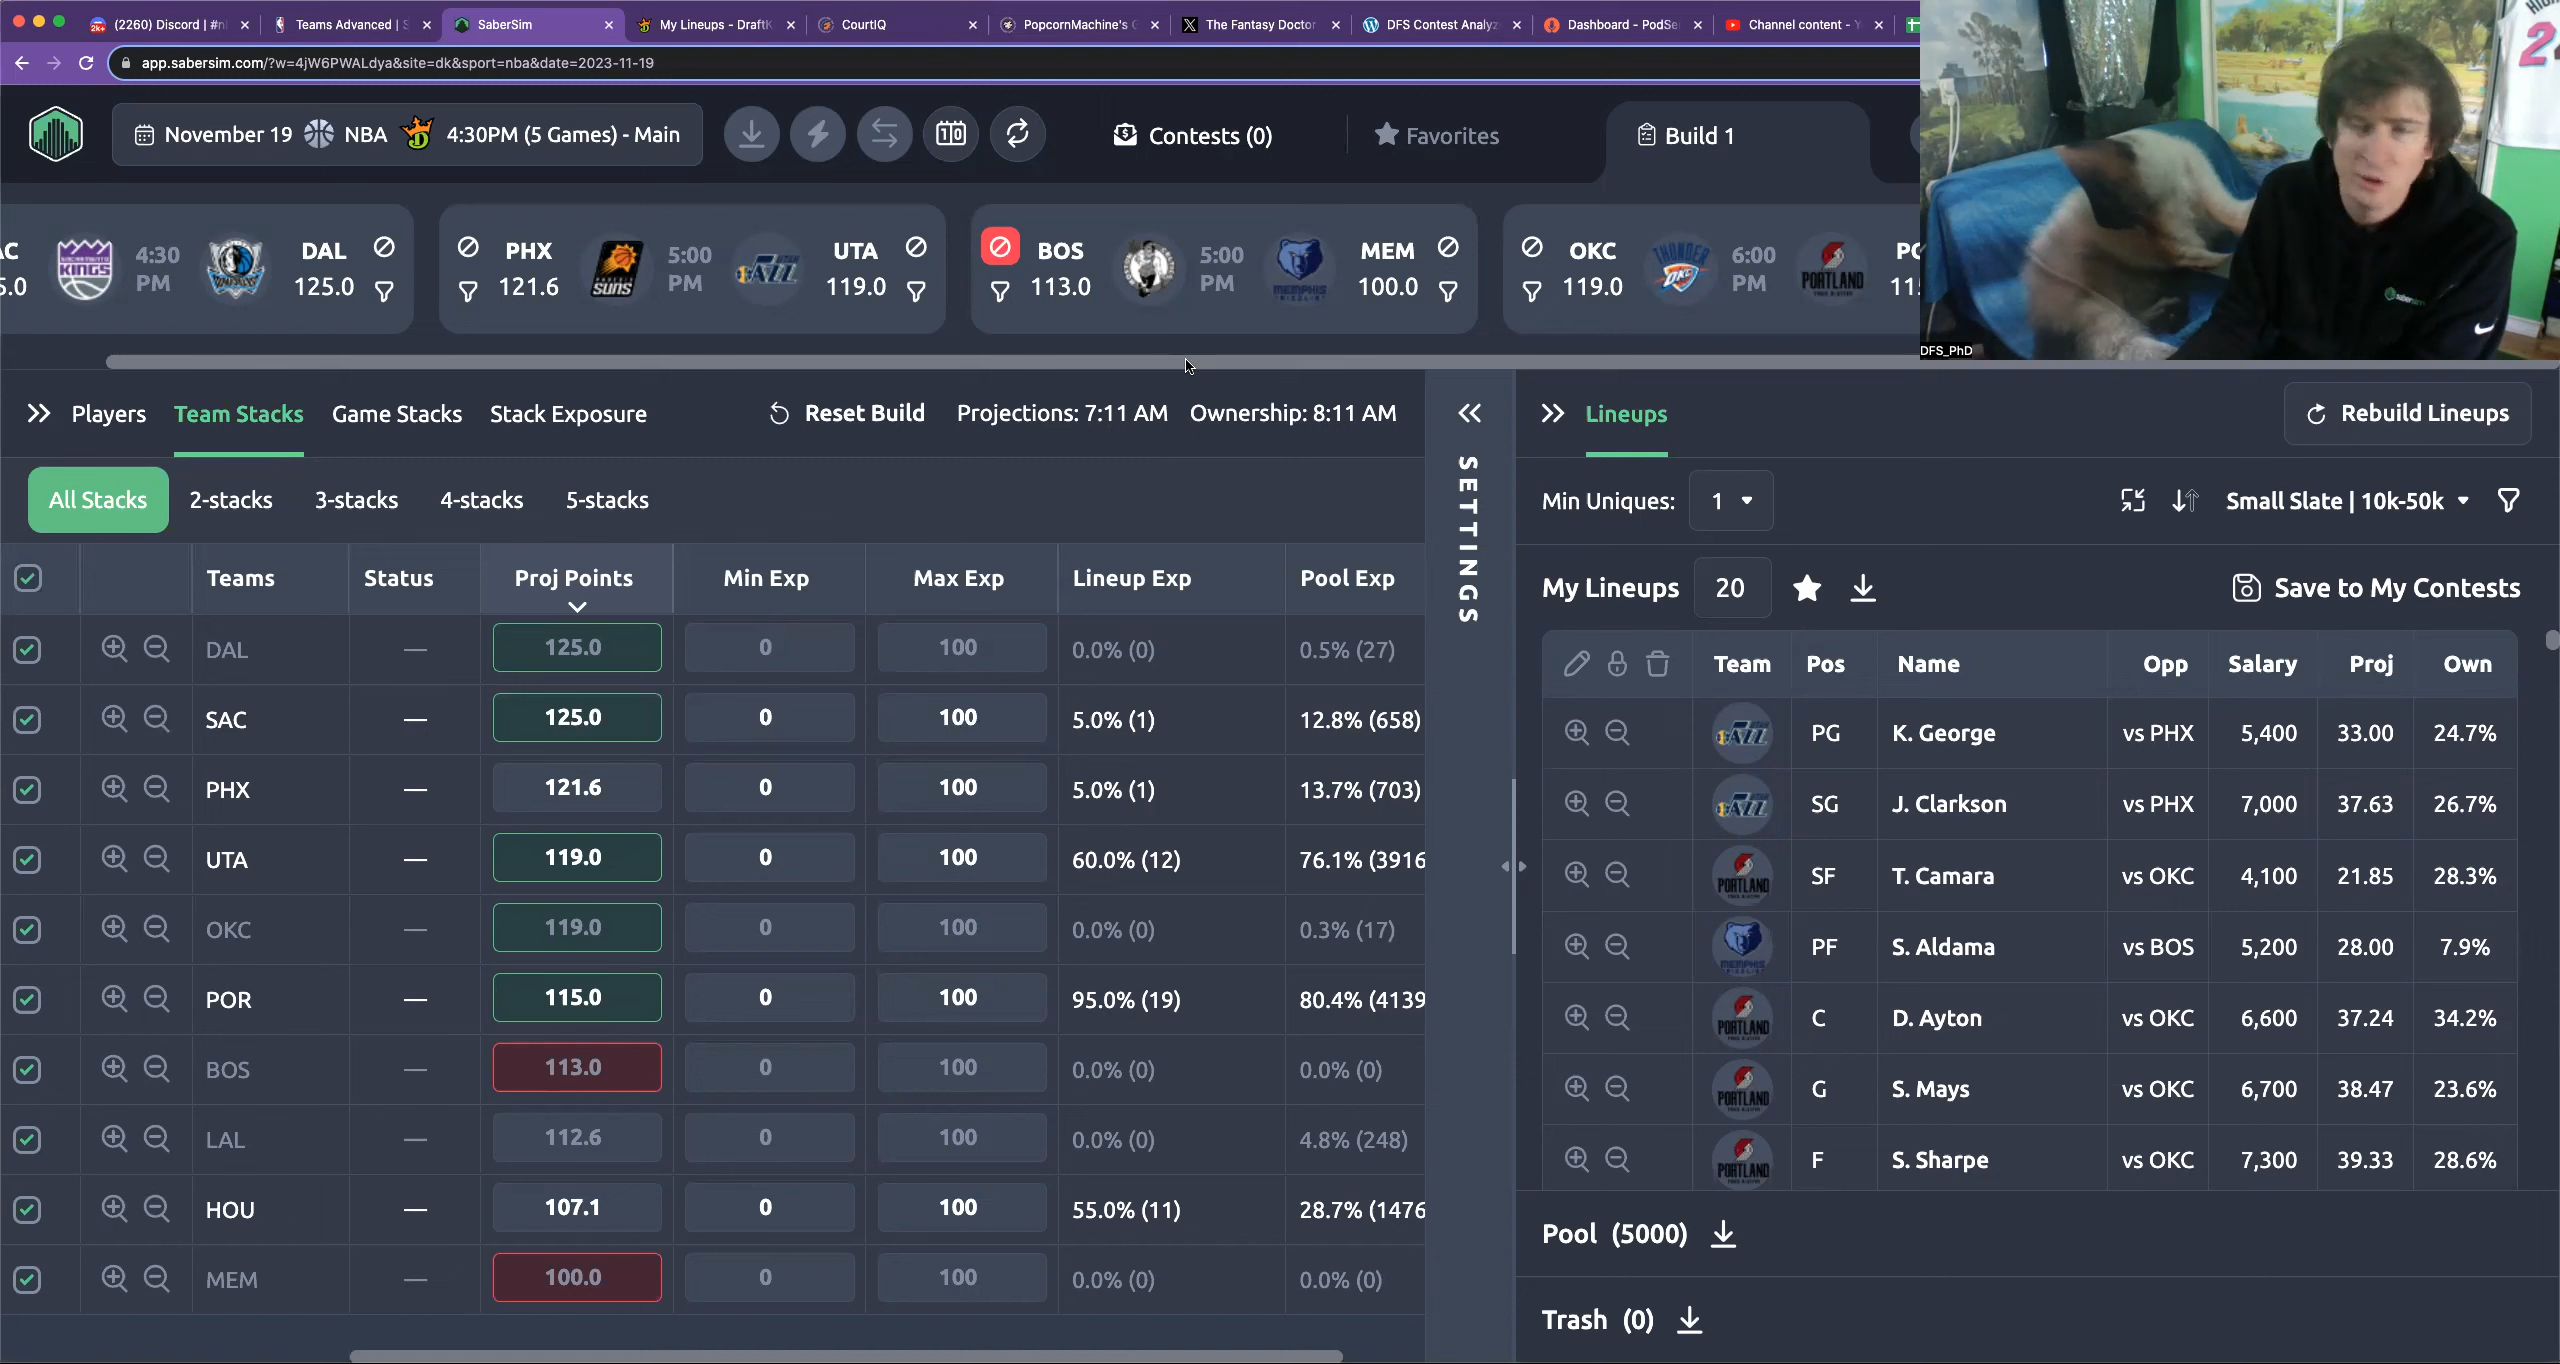 (2260) Discord | #nl
Teams Advanced | S
SaberSim
My Lineups - DraftK
CourtIQ
PopcornMachine's G
The Fantasy Doctor
DFS Contest Analyz
Dashboard - PodSe
Channel content - Y
app.sabersim.com/?w=4jW6PWALdya&site=dk&sport=nba&date=2023-11-19
November 19 NBA 4:30PM (5 Games) - Main
Contests (0)
Favorites
Build 1
AC 4:30 PM DAL
5.0 125.0
PHX 5:00 PM UTA
121.6 119.0
BOS 5:00 PM MEM
113.0 100.0
OKC 6:00 PM PO
119.0 11
DFS_PhD
Players Team Stacks Game Stacks Stack Exposure
Reset Build Projections: 7:11 AM Ownership: 8:11 AM
SETTINGS
Lineups
Rebuild Lineups
All Stacks 2-stacks 3-stacks 4-stacks 5-stacks
Min Uniques: 1
Small Slate | 10k-50k
Teams Status Proj Points Min Exp Max Exp Lineup Exp Pool Exp
DAL — 125.0 0 100 0.0% (0) 0.5% (27)
SAC — 125.0 0 100 5.0% (1) 12.8% (658)
PHX — 121.6 0 100 5.0% (1) 13.7% (703)
UTA — 119.0 0 100 60.0% (12) 76.1% (3916
OKC — 119.0 0 100 0.0% (0) 0.3% (17)
POR — 115.0 0 100 95.0% (19) 80.4% (4139
BOS — 113.0 0 100 0.0% (0) 0.0% (0)
LAL — 112.6 0 100 0.0% (0) 4.8% (248)
HOU — 107.1 0 100 55.0% (11) 28.7% (1476
MEM — 100.0 0 100 0.0% (0) 0.0% (0)
My Lineups 20
Save to My Contests
Team Pos Name Opp Salary Proj Own
PG K. George vs PHX 5,400 33.00 24.7%
SG J. Clarkson vs PHX 7,000 37.63 26.7%
SF T. Camara vs OKC 4,100 21.85 28.3%
PF S. Aldama vs BOS 5,200 28.00 7.9%
C D. Ayton vs OKC 6,600 37.24 34.2%
G S. Mays vs OKC 6,700 38.47 23.6%
F S. Sharpe vs OKC 7,300 39.33 28.6%
Pool (5000)
Trash (0)